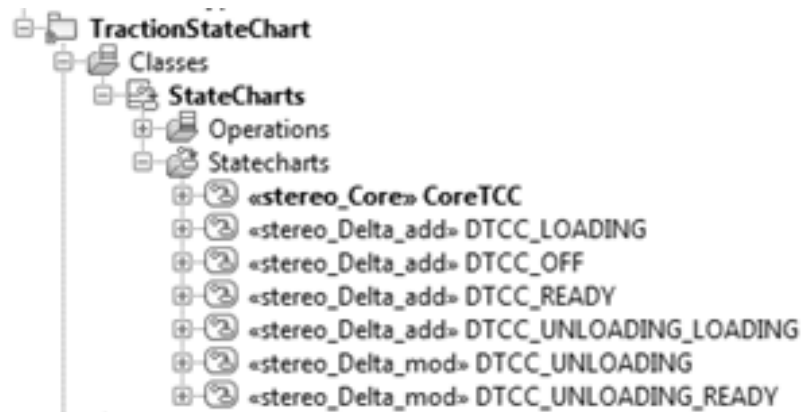 TractionStateChart
Classes
StateCharts
Operations
Statecharts
«stereo_Core» CoreTCC
«stereo_Delta_add» DTCC_LOADING
«stereo_Delta_add» DTCC_OFF
«stereo_Delta_add» DTCC_READY
«stereo_Delta_add» DTCC_UNLOADING_LOADING
«stereo_Delta_mod» DTCC_UNLOADING
«stereo_Delta_mod» DTCC_UNLOADING_READY